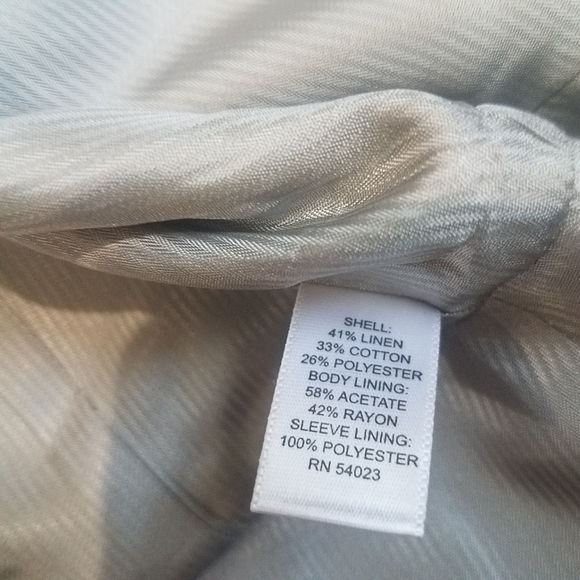 SHELL:
41% LINEN
33% COTTON
26% POLYESTER
BODY LINING:
58% ACETATE
42% RAYON
SLEEVE LINING:
100% POLYESTER
RN 54023